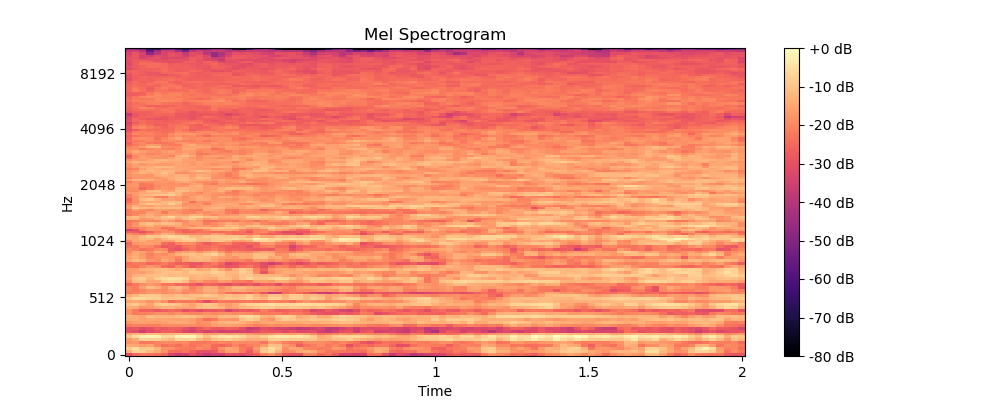 Mel Spectrogram
Hz
8192
4096
2048
1024
512
0
0
0.5
1
1.5
2
Time
+0 dB
-10 dB
-20 dB
-30 dB
-40 dB
-50 dB
-60 dB
-70 dB
-80 dB